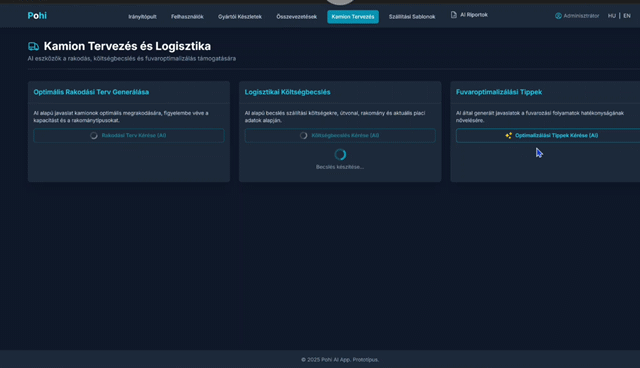 Pohi
Irányítópult Felhasználók Gyártói Készletek Összevezetések Kamion Tervezés Szállítási Sablonok AI Riportok Adminisztrátor HU | EN
Kamion Tervezés és Logisztika
AI eszközök a rakodás, költségbecslés és fuvaroptimalizálás támogatására
Optimális Rakodási Terv Generálása
AI alapú javaslat kamionok optimális megrakására, figyelembe véve a
kapacitást és a rakománytípusokat.
Rakodási Terv Kérése (AI)
Logisztikai Költségbecslés
AI alapú becslés szállítási költségekre, útvonal, rakomány és aktuális piaci
adatok alapján.
Költségbecslés Kérése (AI)
Becslés készítése...
Fuvaroptimalizálási Tippek
AI által generált javaslatok a fuvarozási folyamatok hatékonyságának
növelésére.
Optimalizálási Tippek Kérése (AI)
© 2025 Pohi AI App. Prototípus.